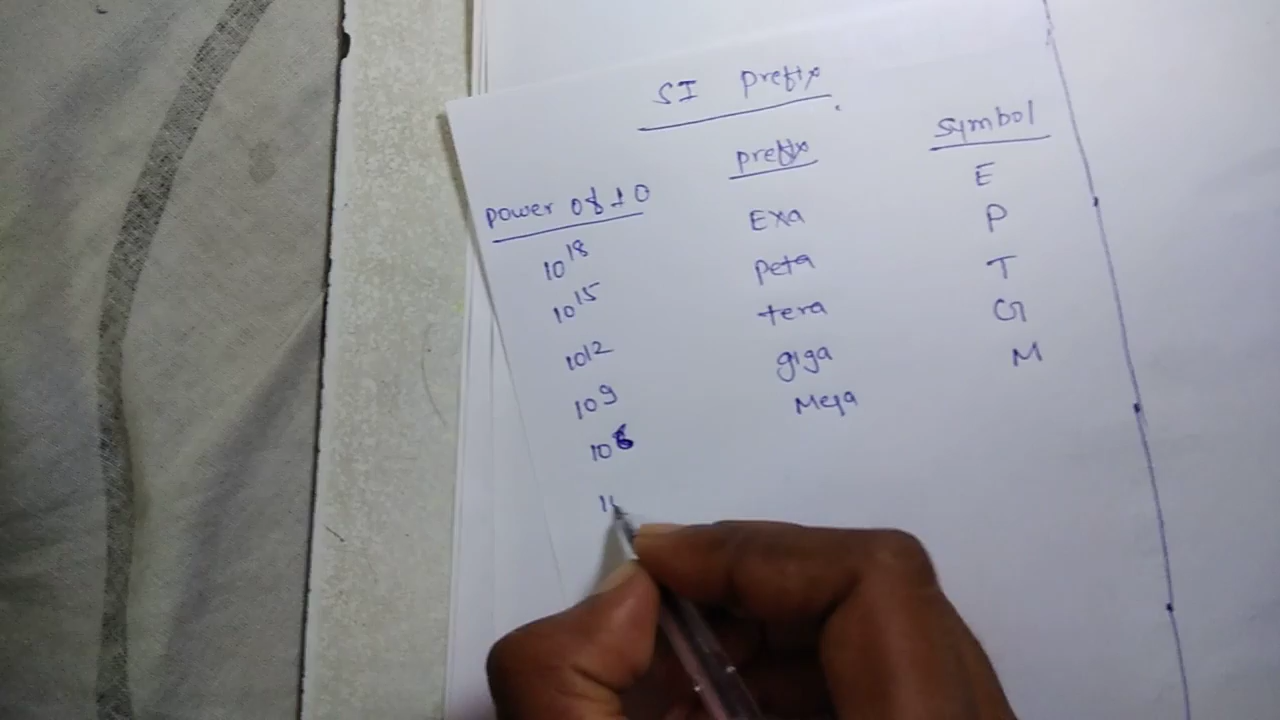 SI Prefix
Power of 10 Prefix Symbol
10^18 Exa E
10^15 Peta P
10^12 tera T
10^9 giga G
10^6 Mega M